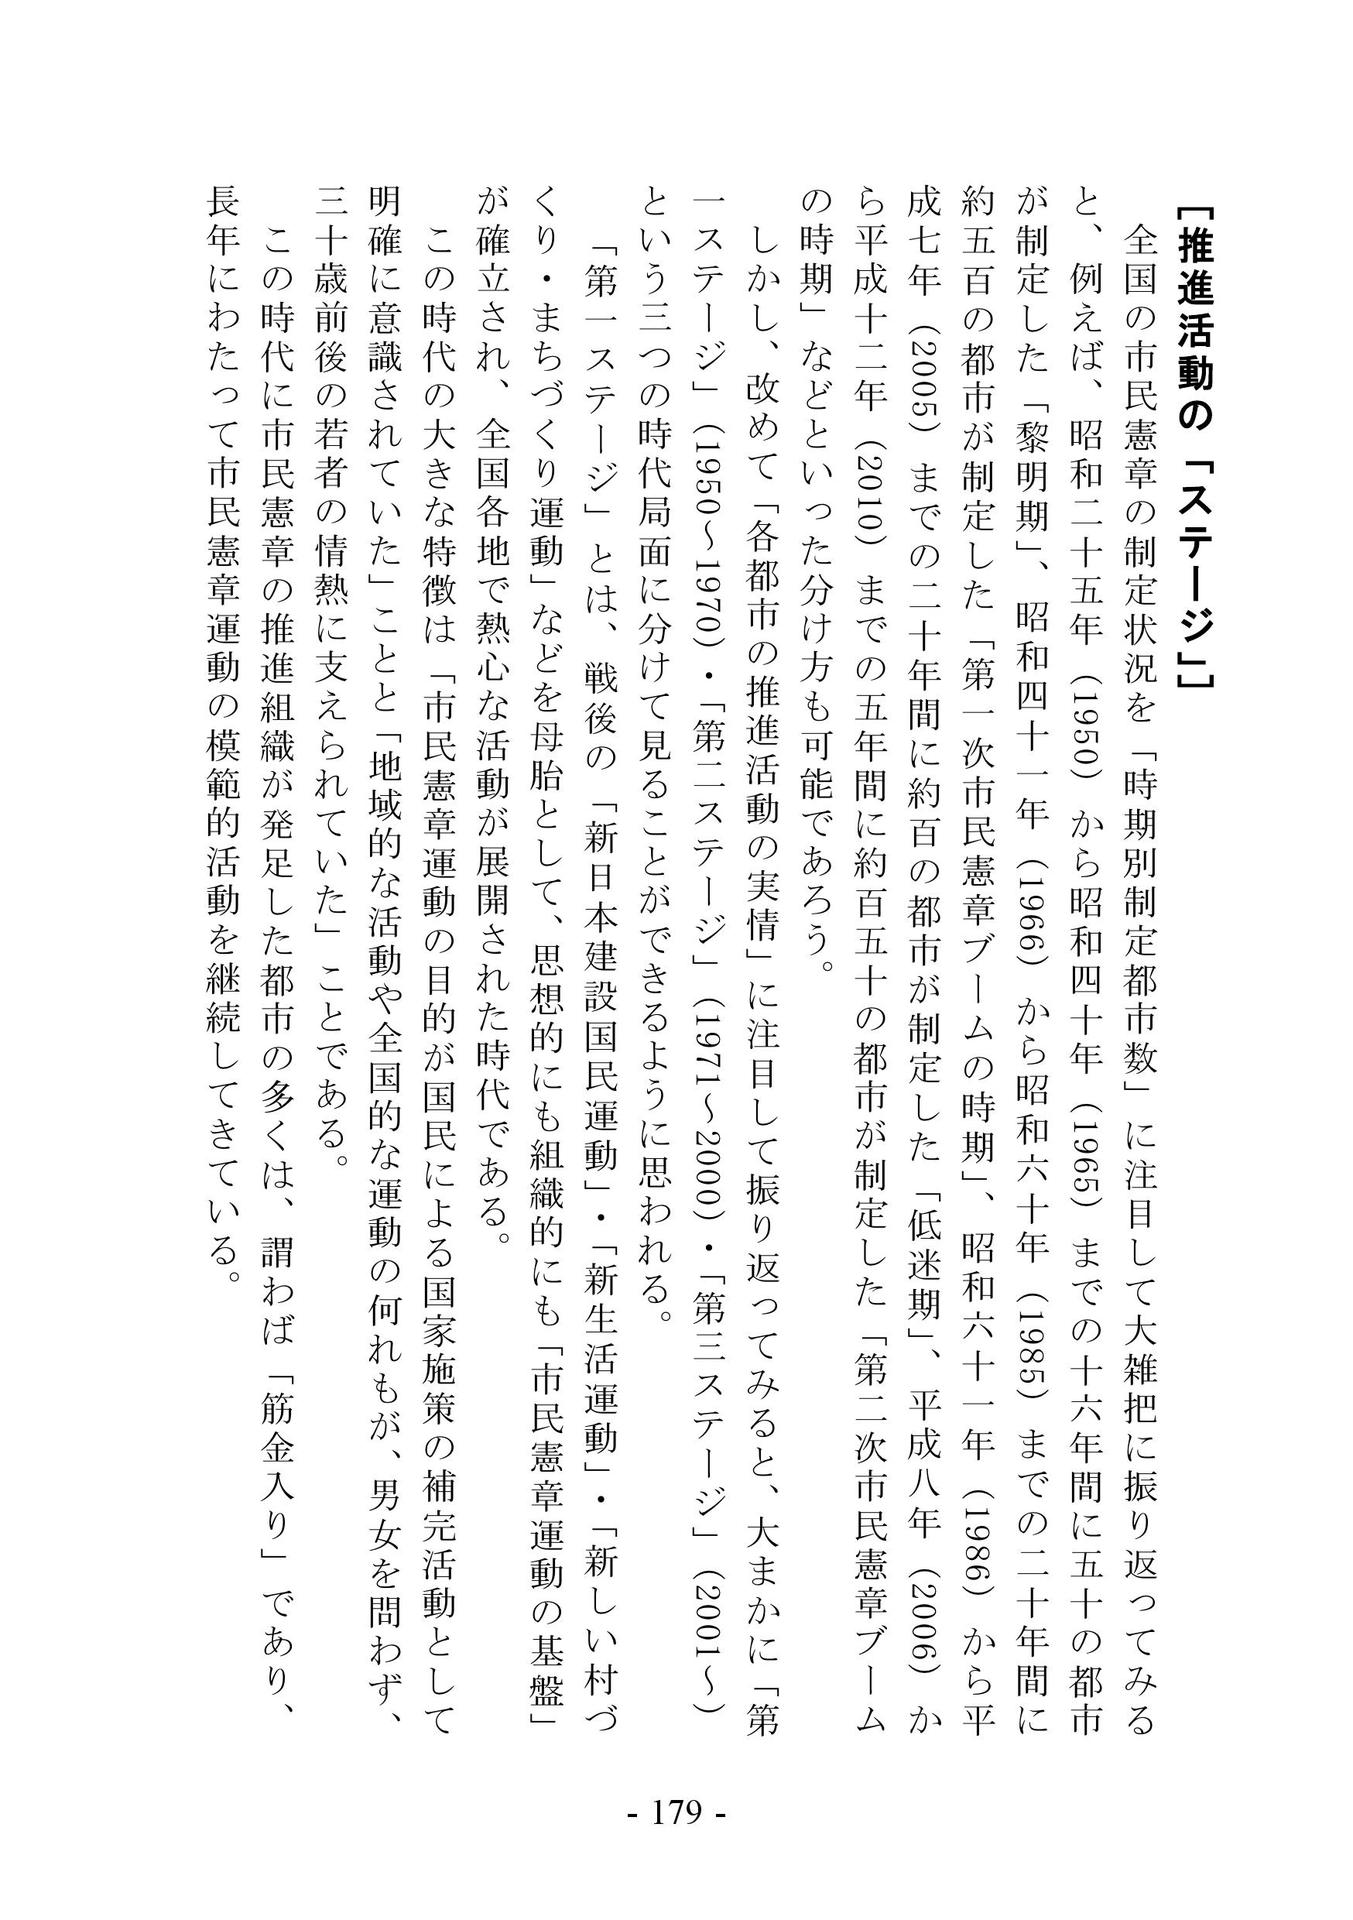 ［推進活動の「ステージ」］
全国の市民憲章の制定状況を「時期別制定都市数」に注目して大雑把に振り返ってみる
と、例えば、昭和二十五年（1950）から昭和四十年（1965）までの十六年間に五十の都市
が制定した「黎明期」、昭和四十一年（1966）から昭和六十年（1985）までの二十年間に
約五百の都市が制定した「第一次市民憲章ブームの時期」、昭和六十一年（1986）から平
成七年（2005）までの二十年間に約百の都市が制定した「低迷期」、平成八年（2006）か
ら平成十二年（2010）までの五年間に約百五十の都市が制定した「第二次市民憲章ブーム
の時期」などといった分け方も可能であろう。
しかし、改めて「各都市の推進活動の実情」に注目して振り返ってみると、大まかに「第
一ステージ」（1950～1970）・「第二ステージ」（1971～2000）・「第三ステージ」（2001～）
という三つの時代局面に分けて見ることができるように思われる。
「第一ステージ」とは、戦後の「新日本建設国民運動」・「新生活運動」・「新しい村づ
くり・まちづくり運動」などを母胎として、思想的にも組織的にも「市民憲章運動の基盤」
が確立され、全国各地で熱心な活動が展開された時代である。
この時代の大きな特徴は「市民憲章運動の目的が国民による国家施策の補完活動として
明確に意識されていた」ことと「地域的な活動や全国的な運動の何れもが、男女を問わず、
三十歳前後の若者の情熱に支えられていた」ことである。
この時代に市民憲章の推進組織が発足した都市の多くは、謂わば「筋金入り」であり、
長年にわたって市民憲章運動の模範的活動を継続してきている。
- 179 -